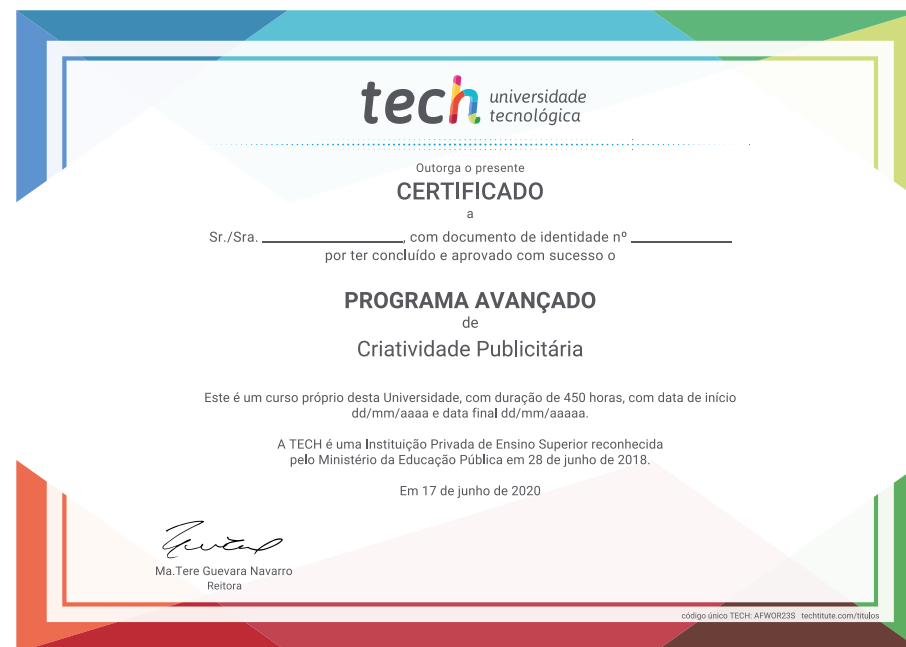 tech universidade
tecnológica
Outorga o presente
CERTIFICADO
a
Sr./Sra. ____________, com documento de identidade nº ____________
por ter concluído e aprovado com sucesso o
PROGRAMA AVANÇADO
de
Criatividade Publicitária
Este é um curso próprio desta Universidade, com duração de 450 horas, com data de início
dd/mm/aaaa e data final dd/mm/aaaaa.
A TECH é uma Instituição Privada de Ensino Superior reconhecida
pelo Ministério da Educação Pública em 28 de junho de 2018.
Em 17 de junho de 2020
Ma.Tere Guevara Navarro
Reitora
código único TECH: AFWOR23S techtitute.com/titulos